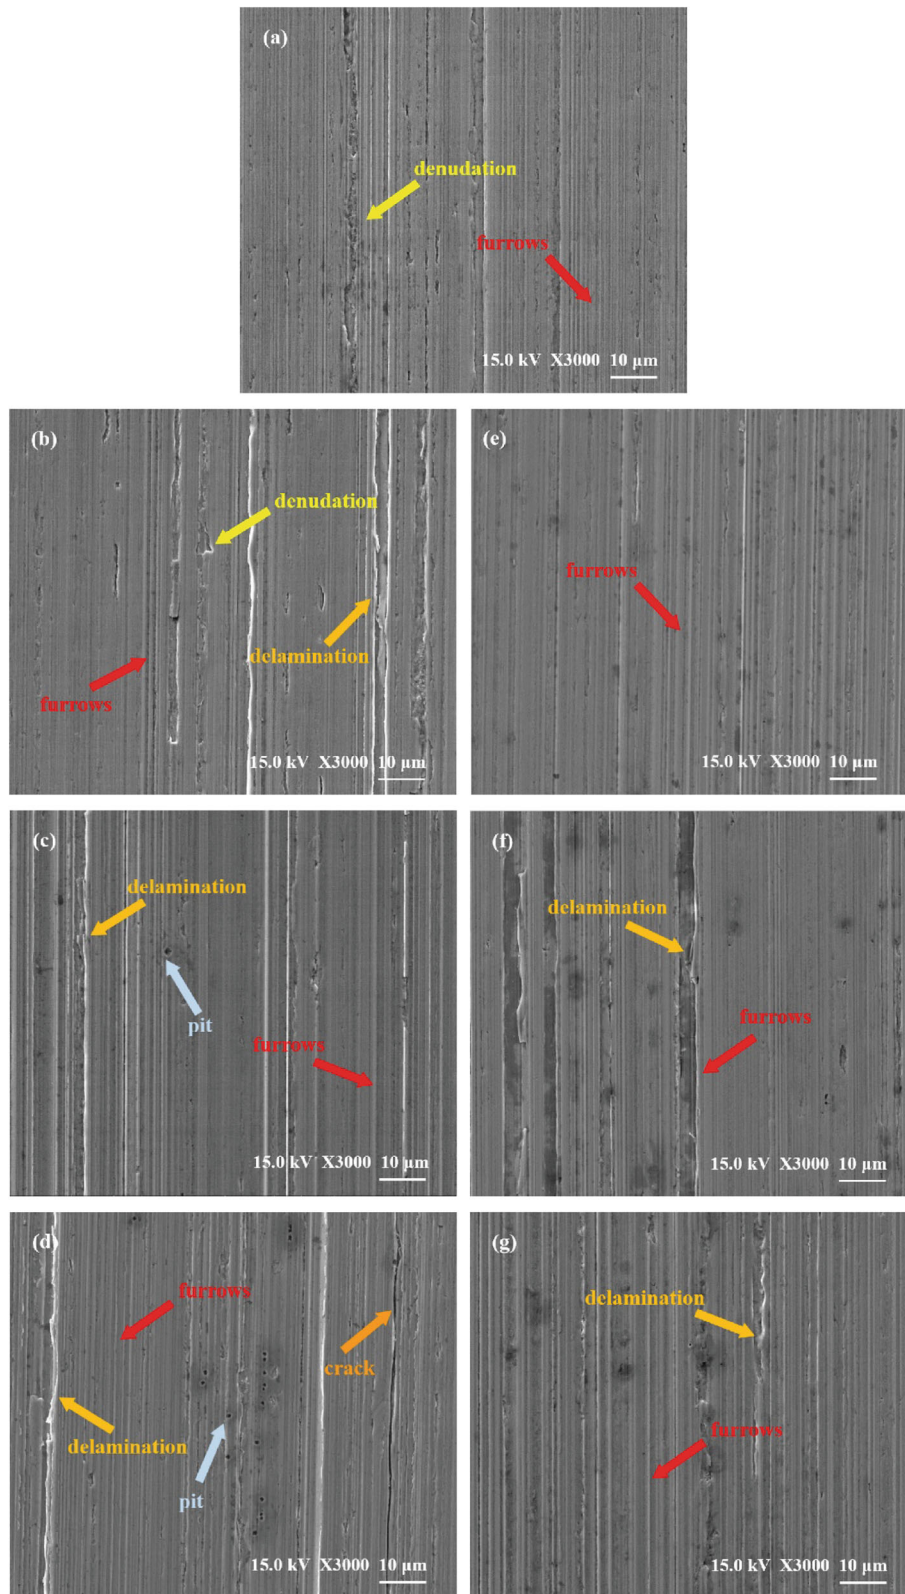 (a)
denudation
furrows
15.0 kV X3000 10 μm
(b)
denudation
delamination
furrows
15.0 kV X3000 10 μm
(e)
furrows
15.0 kV X3000 10 μm
(c)
delamination
pit
furrows
15.0 kV X3000 10 μm
(f)
delamination
furrows
15.0 kV X3000 10 μm
(d)
furrows
crack
delamination
pit
15.0 kV X3000 10 μm
(g)
delamination
furrows
15.0 kV X3000 10 μm